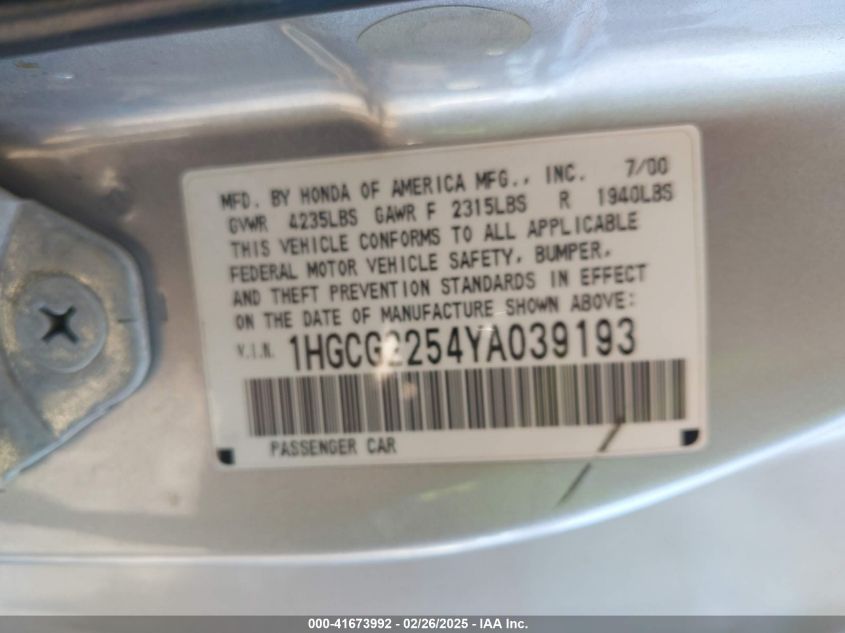 MFD. BY HONDA OF AMERICA MFG., INC. 7/00
GVWR 4235LBS GAWR F 2315LBS R 1940LBS
THIS VEHICLE CONFORMS TO ALL APPLICABLE
FEDERAL MOTOR VEHICLE SAFETY, BUMPER,
AND THEFT PREVENTION STANDARDS IN EFFECT
ON THE DATE OF MANUFACTURE SHOWN ABOVE:
V.I.N. 1HGCG2254YA039193
PASSENGER CAR
000-41673992 - 02/26/2025 - IAA Inc.